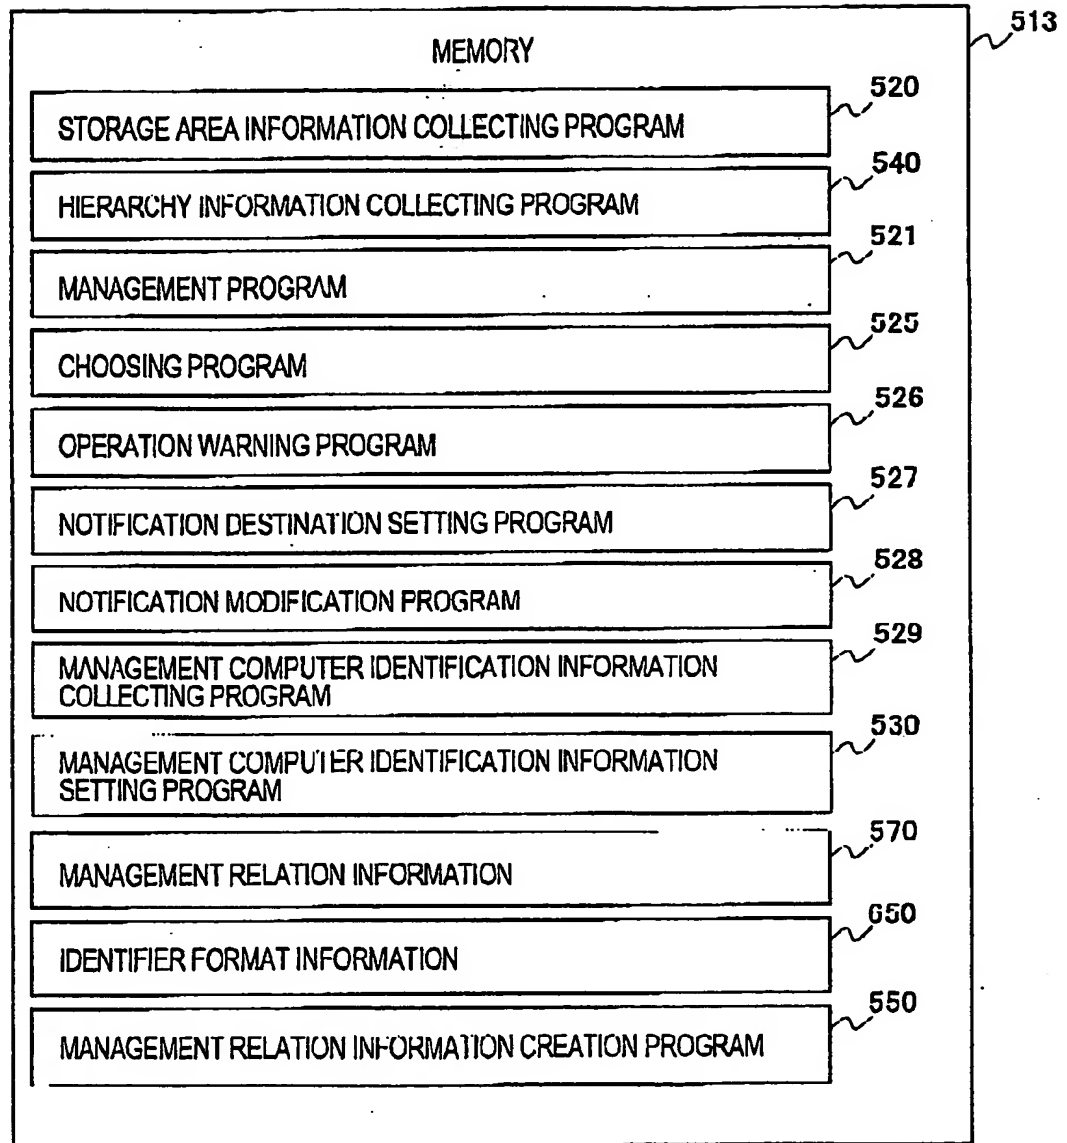 513
MEMORY
520
STORAGE AREA INFORMATION COLLECTING PROGRAM
540
HIERARCHY INFORMATION COLLECTING PROGRAM
521
MANAGEMENT PROGRAM
525
CHOOSING PROGRAM
526
OPERATION WARNING PROGRAM
527
NOTIFICATION DESTINATION SETTING PROGRAM
528
NOTIFICATION MODIFICATION PROGRAM
529
MANAGEMENT COMPUTER IDENTIFICATION INFORMATION
COLLECTING PROGRAM
530
MANAGEMENT COMPUTER IDENTIFICATION INFORMATION
SETTING PROGRAM
570
MANAGEMENT RELATION INFORMATION
650
IDENTIFIER FORMAT INFORMATION
550
MANAGEMENT RELATION INFORMATION CREATION PROGRAM